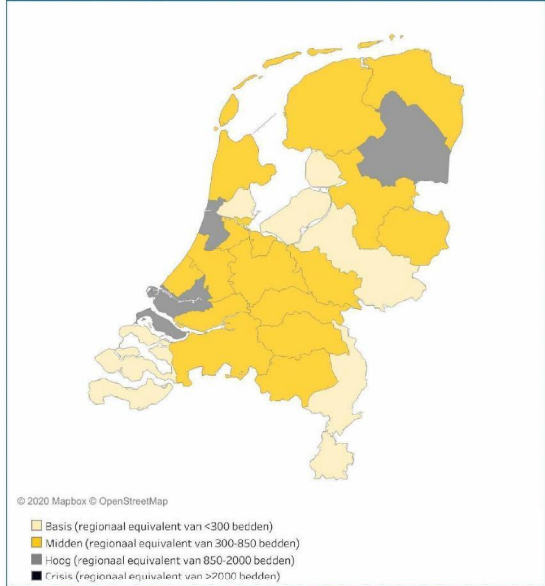 © 2020 Mapbox © OpenStreetMap
Basis (regionaal equivalent van <300 bedden)
Midden (regionaal equivalent van 300-850 bedden)
Hoog (regionaal equivalent van 850-2000 bedden)
Crisis (regionaal equivalent van >2000 bedden)